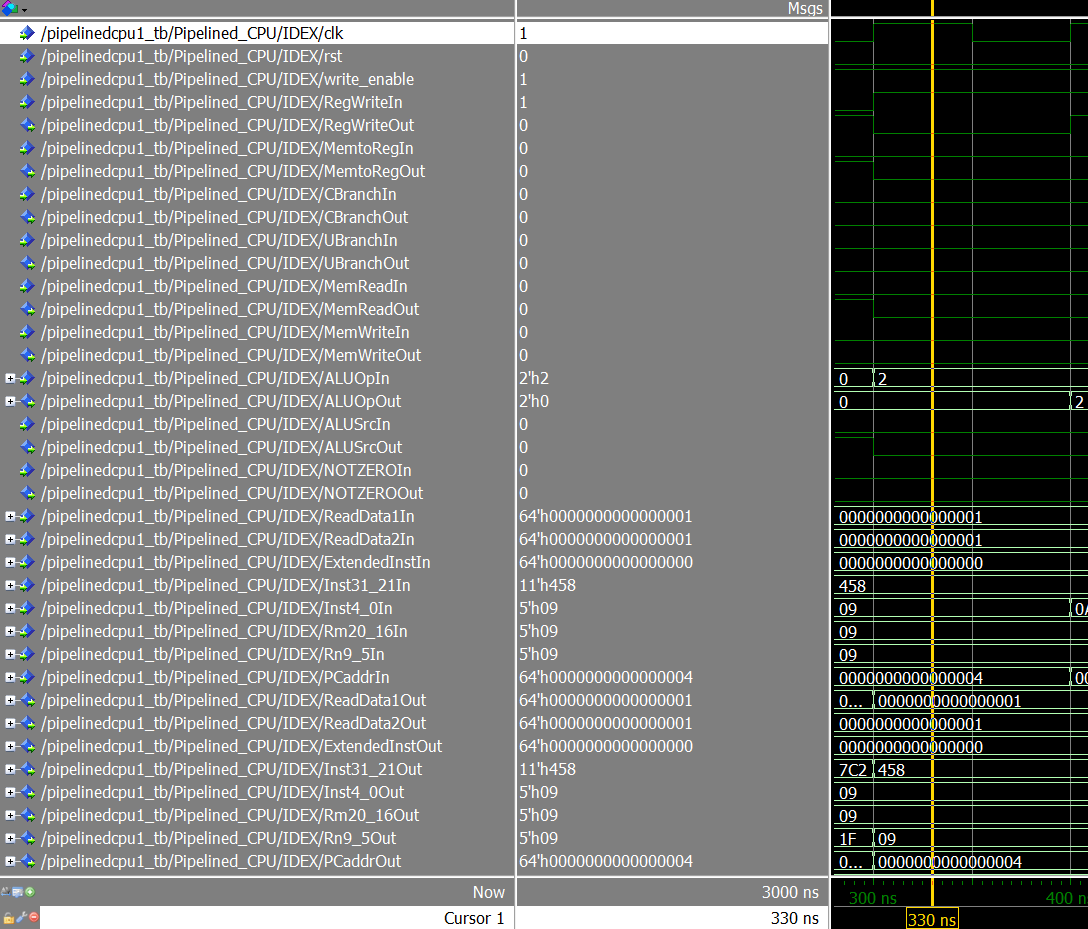 Msgs
/pipelinedcpu1_tb/Pipelined_CPU/IDEX/clk 1
/pipelinedcpu1_tb/Pipelined_CPU/IDEX/rst 0
/pipelinedcpu1_tb/Pipelined_CPU/IDEX/write_enable 1
/pipelinedcpu1_tb/Pipelined_CPU/IDEX/RegWriteIn 1
/pipelinedcpu1_tb/Pipelined_CPU/IDEX/RegWriteOut 0
/pipelinedcpu1_tb/Pipelined_CPU/IDEX/MemtoRegIn 0
/pipelinedcpu1_tb/Pipelined_CPU/IDEX/MemtoRegOut 0
/pipelinedcpu1_tb/Pipelined_CPU/IDEX/CBranchIn 0
/pipelinedcpu1_tb/Pipelined_CPU/IDEX/CBranchOut 0
/pipelinedcpu1_tb/Pipelined_CPU/IDEX/UBranchIn 0
/pipelinedcpu1_tb/Pipelined_CPU/IDEX/UBranchOut 0
/pipelinedcpu1_tb/Pipelined_CPU/IDEX/MemReadIn 0
/pipelinedcpu1_tb/Pipelined_CPU/IDEX/MemReadOut 0
/pipelinedcpu1_tb/Pipelined_CPU/IDEX/MemWriteIn 0
/pipelinedcpu1_tb/Pipelined_CPU/IDEX/MemWriteOut 0
/pipelinedcpu1_tb/Pipelined_CPU/IDEX/ALUOpIn 2'h2 0 2
/pipelinedcpu1_tb/Pipelined_CPU/IDEX/ALUOpOut 2'h0 0 2
/pipelinedcpu1_tb/Pipelined_CPU/IDEX/ALUSrcIn 0
/pipelinedcpu1_tb/Pipelined_CPU/IDEX/ALUSrcOut 0
/pipelinedcpu1_tb/Pipelined_CPU/IDEX/NOTZEROIn 0
/pipelinedcpu1_tb/Pipelined_CPU/IDEX/NOTZEROOut 0
/pipelinedcpu1_tb/Pipelined_CPU/IDEX/ReadData1In 64'h0000000000000001 0000000000000001
/pipelinedcpu1_tb/Pipelined_CPU/IDEX/ReadData2In 64'h0000000000000001 0000000000000001
/pipelinedcpu1_tb/Pipelined_CPU/IDEX/ExtendedInstIn 64'h0000000000000000 0000000000000000
/pipelinedcpu1_tb/Pipelined_CPU/IDEX/Inst31_21In 11'h458 458
/pipelinedcpu1_tb/Pipelined_CPU/IDEX/Inst4_0In 5'h09 09 0A
/pipelinedcpu1_tb/Pipelined_CPU/IDEX/Rm20_16In 5'h09 09
/pipelinedcpu1_tb/Pipelined_CPU/IDEX/Rn9_5In 5'h09 09
/pipelinedcpu1_tb/Pipelined_CPU/IDEX/PCaddrIn 64'h0000000000000004 0000000000000004 00
/pipelinedcpu1_tb/Pipelined_CPU/IDEX/ReadData1Out 64'h0000000000000001 0... 0000000000000001
/pipelinedcpu1_tb/Pipelined_CPU/IDEX/ReadData2Out 64'h0000000000000001 0000000000000001
/pipelinedcpu1_tb/Pipelined_CPU/IDEX/ExtendedInstOut 64'h0000000000000000 0000000000000000
/pipelinedcpu1_tb/Pipelined_CPU/IDEX/Inst31_21Out 11'h458 7C2 458
/pipelinedcpu1_tb/Pipelined_CPU/IDEX/Inst4_0Out 5'h09 09
/pipelinedcpu1_tb/Pipelined_CPU/IDEX/Rm20_16Out 5'h09 09
/pipelinedcpu1_tb/Pipelined_CPU/IDEX/Rn9_5Out 5'h09 1F 09
/pipelinedcpu1_tb/Pipelined_CPU/IDEX/PCaddrOut 64'h0000000000000004 0... 0000000000000004
Now 3000 ns 300 ns 400 n
Cursor 1 330 ns 330 ns